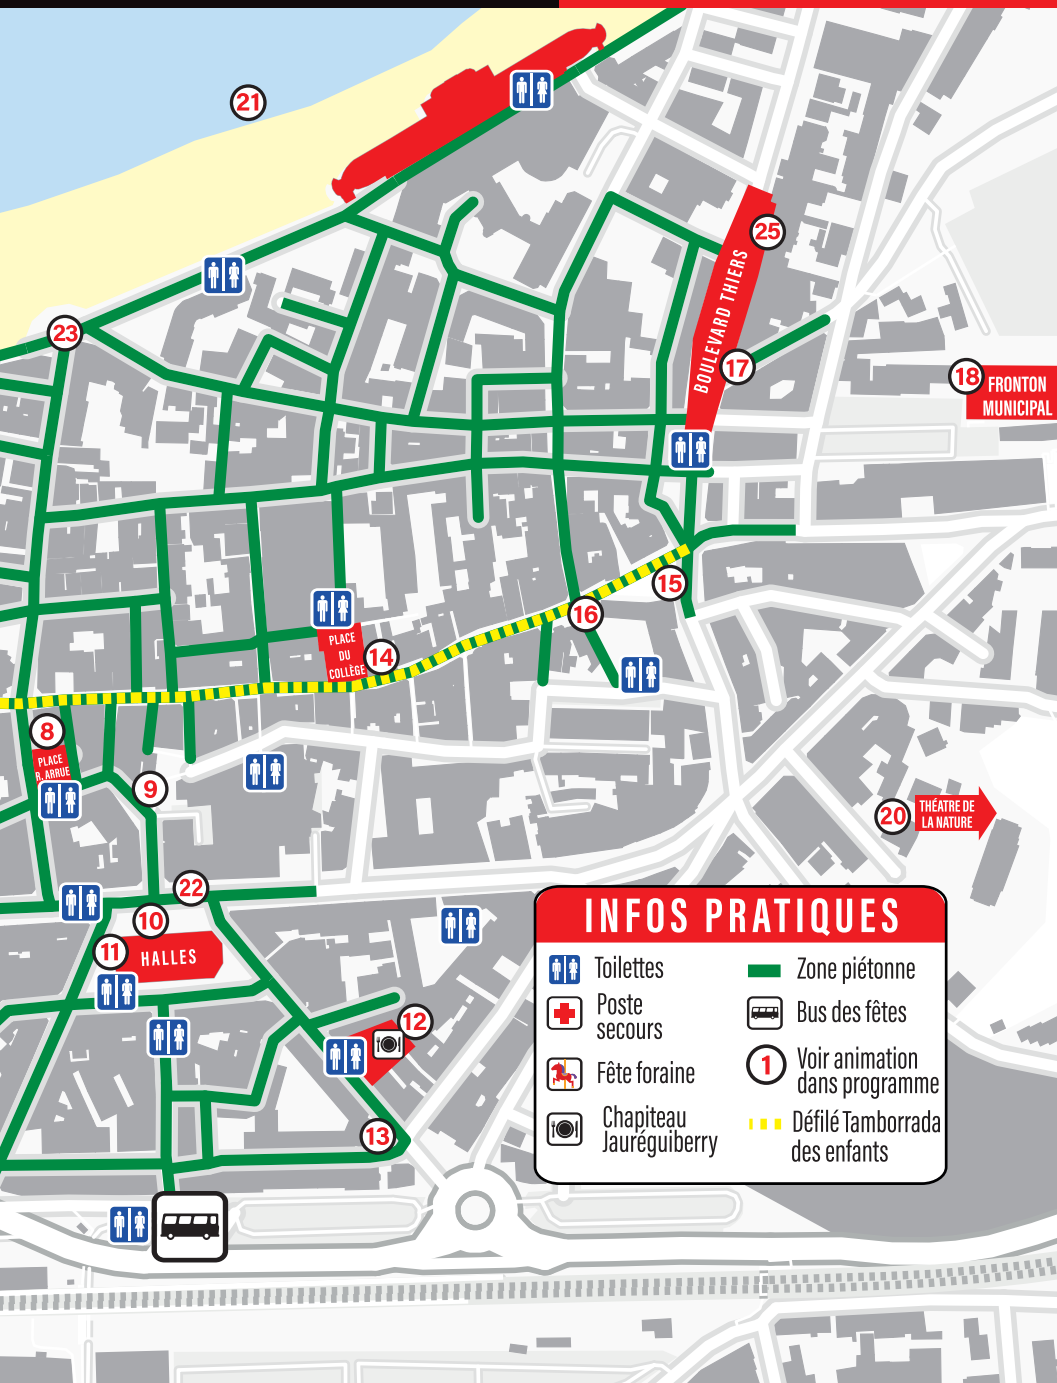 21
25
BOULEVARD THIERS
23
17
18
FRONTON
MUNICIPAL
15
16
PLACE
DU
COLLÈGE
14
8
PLACE
R. ARRUE
9
20
THÉATRE DE
LA NATURE
22
10
11
HALLES
12
13
INFOS PRATIQUES
Toilettes
Poste
secours
Fête foraine
Chapiteau
Jauréguiberry
Zone piétonne
Bus des fêtes
1
Voir animation
dans programme
Défilé Tamborrada
des enfants